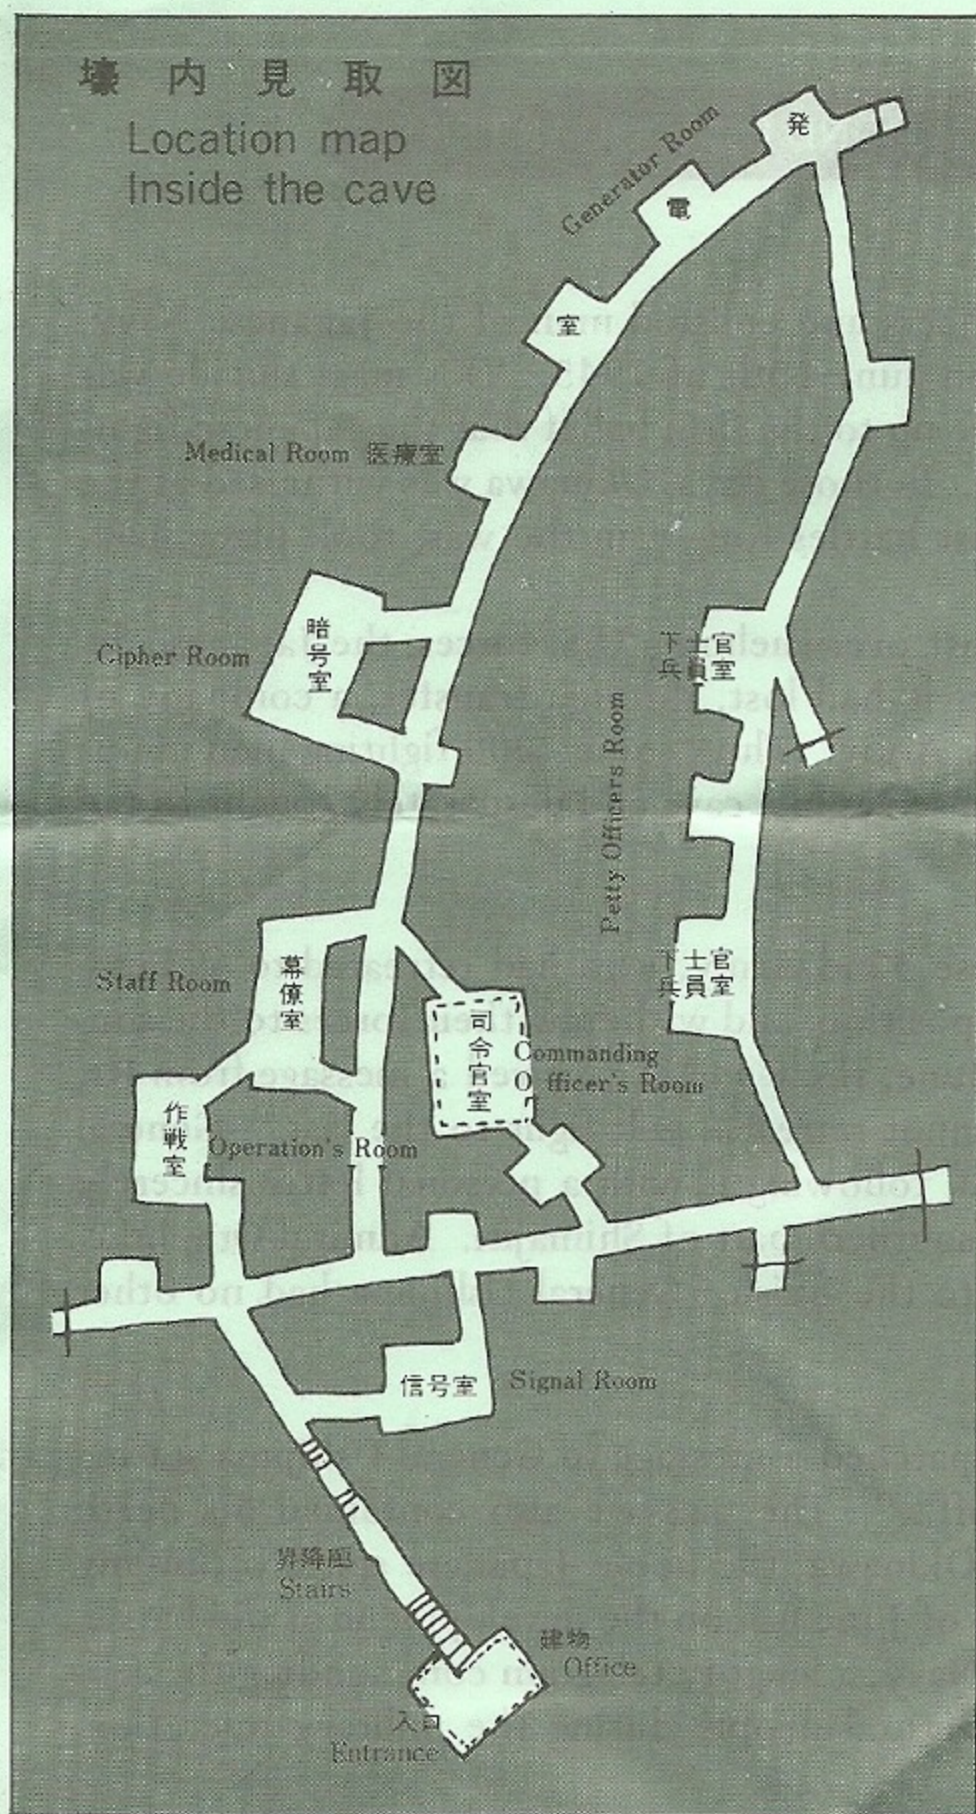 壕内見取図
Location map
Inside the cave
発
電
室
Generator Room
Medical Room 医療室
暗号室
Cipher Room
下士官
兵員室
Petty Officers Room
下士官
兵員室
幕僚室
Staff Room
司令官室
Commanding
Officer's Room
作戦室
Operation's Room
信号室
Signal Room
Stairs
建物
Office
入口
Entrance